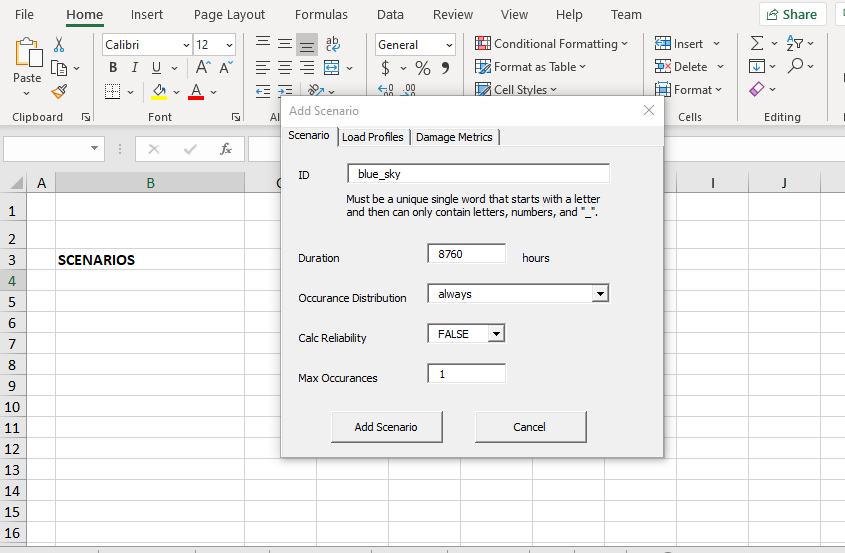 File Home Insert Page Layout Formulas Data Review View Help Team Share
Calibri 12 General Conditional Formatting Insert
Paste B I U A A $ % Format as Table Delete
A Cell Styles Format
Clipboard Font Cells Editing
Add Scenario
fx
Scenario Load Profiles Damage Metrics
A B I J
ID blue_sky
Must be a unique single word that starts with a letter
and then can only contain letters, numbers, and "_".
1
2
3 SCENARIOS
Duration 8760 hours
4
5
Occurance Distribution always
6
7
Calc Reliability FALSE
8
9
Max Occurances 1
10
11
Add Scenario Cancel
12
13
14
15
16